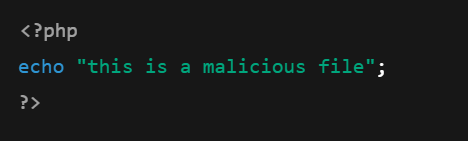 <?php
echo "this is a malicious file";
?>